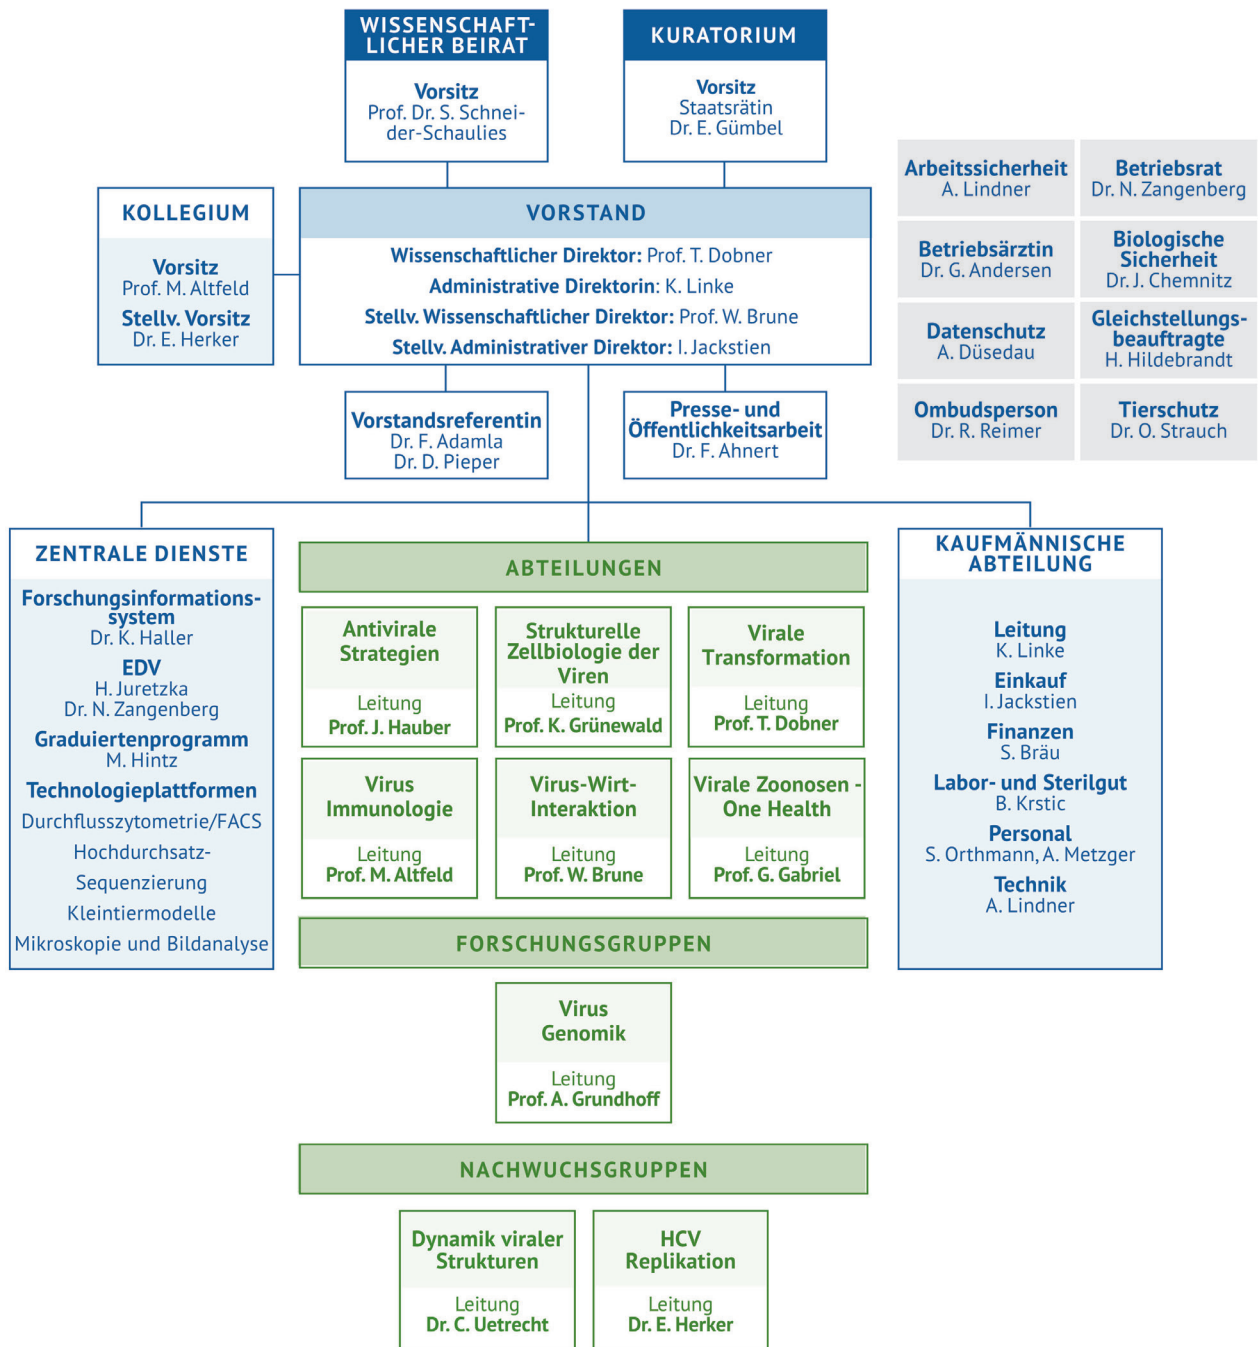 WISSENSCHAFT-
LICHER BEIRAT
Vorsitz
Prof. Dr. S. Schnei-
der-Schaulies
KURATORIUM
Vorsitz
Staatsrätin
Dr. E. Gümbel
KOLLEGIUM
Vorsitz
Prof. M. Altfeld
Stellv. Vorsitz
Dr. E. Herker
VORSTAND
Wissenschaftlicher Direktor: Prof. T. Dobner
Administrative Direktorin: K. Linke
Stellv. Wissenschaftlicher Direktor: Prof. W. Brune
Stellv. Administrativer Direktor: I. Jackstien
Arbeitssicherheit
A. Lindner
Betriebsrat
Dr. N. Zangenberg
Betriebsärztin
Dr. G. Andersen
Biologische
Sicherheit
Dr. J. Chemnitz
Datenschutz
A. Düsedau
Gleichstellungs-
beauftragte
H. Hildebrandt
Ombudsperson
Dr. R. Reimer
Tierschutz
Dr. O. Strauch
Vorstandsreferentin
Dr. F. Adamla
Dr. D. Pieper
Presse- und
Öffentlichkeitsarbeit
Dr. F. Ahnert
ZENTRALE DIENSTE
Forschungsinformations-
system
Dr. K. Haller
EDV
H. Juretzka
Dr. N. Zangenberg
Graduiertenprogramm
M. Hintz
Technologieplattformen
Durchflusszytometrie/FACS
Hochdurchsatz-
Sequenzierung
Kleintiermodelle
Mikroskopie und Bildanalyse
ABTEILUNGEN
Antivirale
Strategien
Leitung
Prof. J. Hauber
Strukturelle
Zellbiologie der
Viren
Leitung
Prof. K. Grünewald
Virale
Transformation
Leitung
Prof. T. Dobner
Virus
Immunologie
Leitung
Prof. M. Altfeld
Virus-Wirt-
Interaktion
Leitung
Prof. W. Brune
Virale Zoonosen -
One Health
Leitung
Prof. G. Gabriel
KAUFMÄNNISCHE
ABTEILUNG
Leitung
K. Linke
Einkauf
I. Jackstien
Finanzen
S. Bräu
Labor- und Sterilgut
B. Krstic
Personal
S. Orthmann, A. Metzger
Technik
A. Lindner
FORSCHUNGSGRUPPEN
Virus
Genomik
Leitung
Prof. A. Grundhoff
NACHWUCHSGRUPPEN
Dynamik viraler
Strukturen
Leitung
Dr. C. Uetrecht
HCV
Replikation
Leitung
Dr. E. Herker